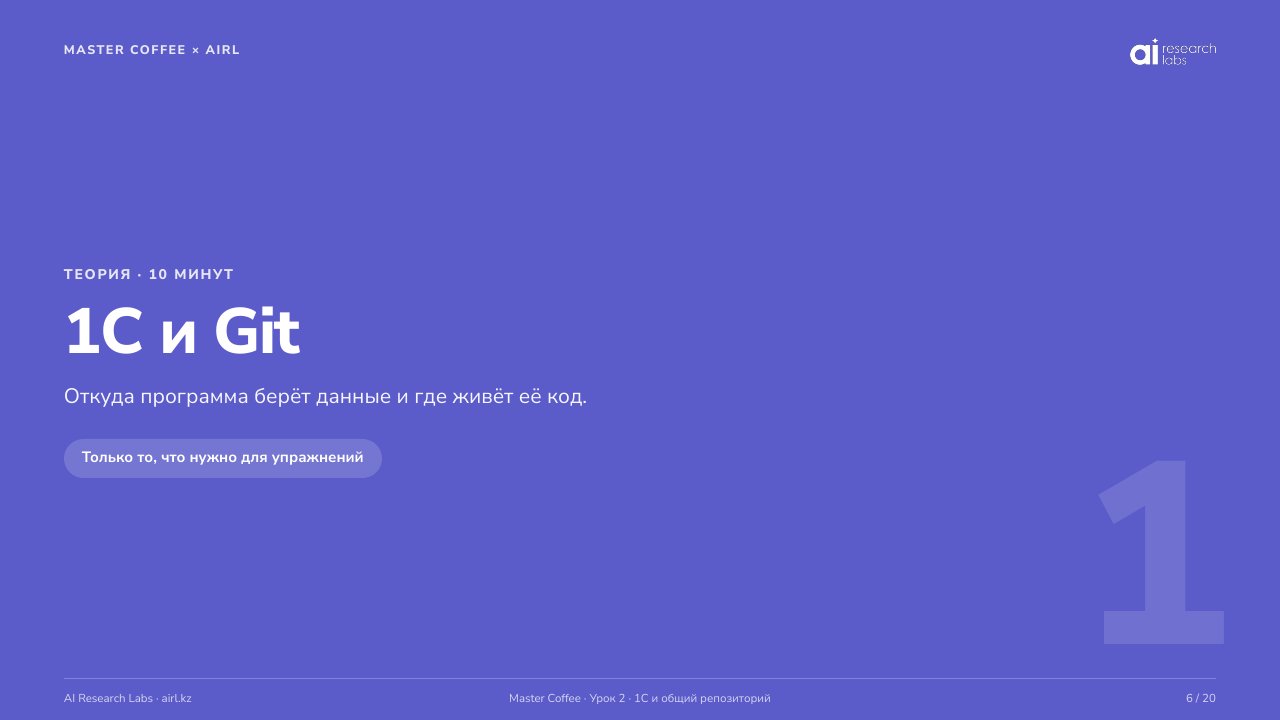 MASTER COFFEE × AIRL
ai research labs
ТЕОРИЯ · 10 МИНУТ
1С и Git
Откуда программа берёт данные и где живёт её код.
Только то, что нужно для упражнений
1
AI Research Labs · airl.kz
Master Coffee · Урок 2 · 1С и общий репозиторий
6 / 20